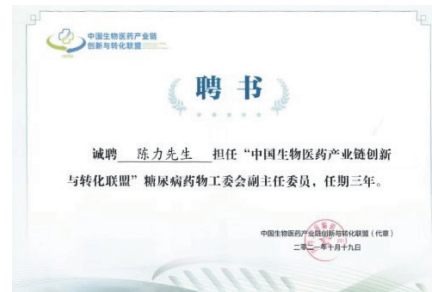 中国生物医药产业链
创新与转化联盟
聘书
诚聘 陈力先生 担任“中国生物医药产业链创新
与转化联盟”糖尿病药物工委会副主任委员，任期三年。
中国生物医药产业链创新与转化联盟（代章）
二零二一年十月十九日